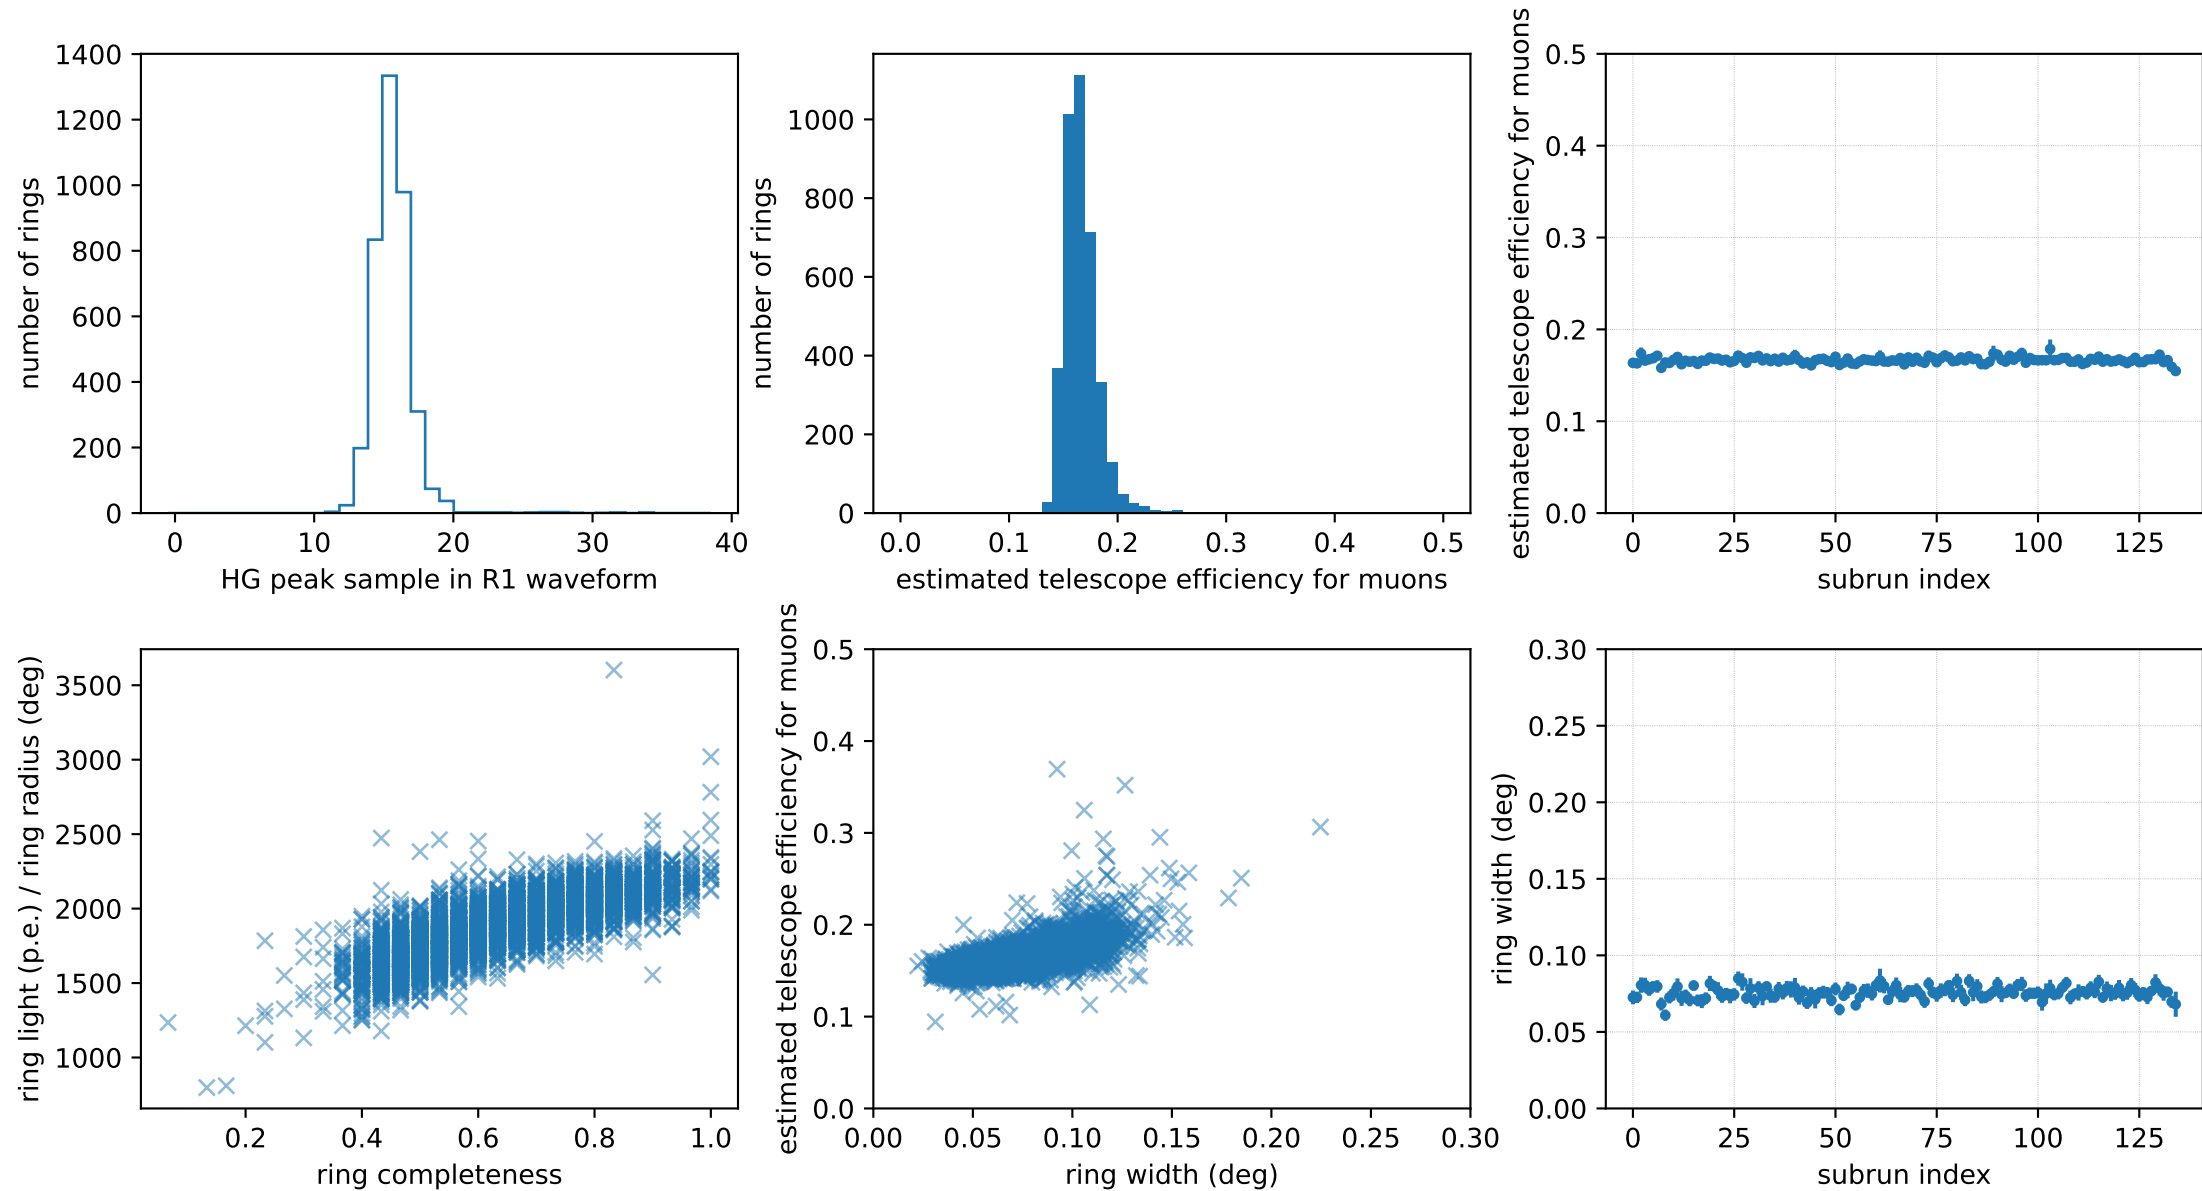 1400
1200
1000
800
600
400
200
0
number of rings
0 10 20 30 40
HG peak sample in R1 waveform
1000
800
600
400
200
0
number of rings
0.0 0.1 0.2 0.3 0.4 0.5
estimated telescope efficiency for muons
0.5
0.4
0.3
0.2
0.1
0.0
estimated telescope efficiency for muons
0 25 50 75 100 125
subrun index
3500
3000
2500
2000
1500
1000
ring light (p.e.) / ring radius (deg)
0.2 0.4 0.6 0.8 1.0
ring completeness
0.5
0.4
0.3
0.2
0.1
0.0
estimated telescope efficiency for muons
0.00 0.05 0.10 0.15 0.20 0.25 0.30
ring width (deg)
0.30
0.25
0.20
0.15
0.10
0.05
0.00
ring width (deg)
0 25 50 75 100 125
subrun index